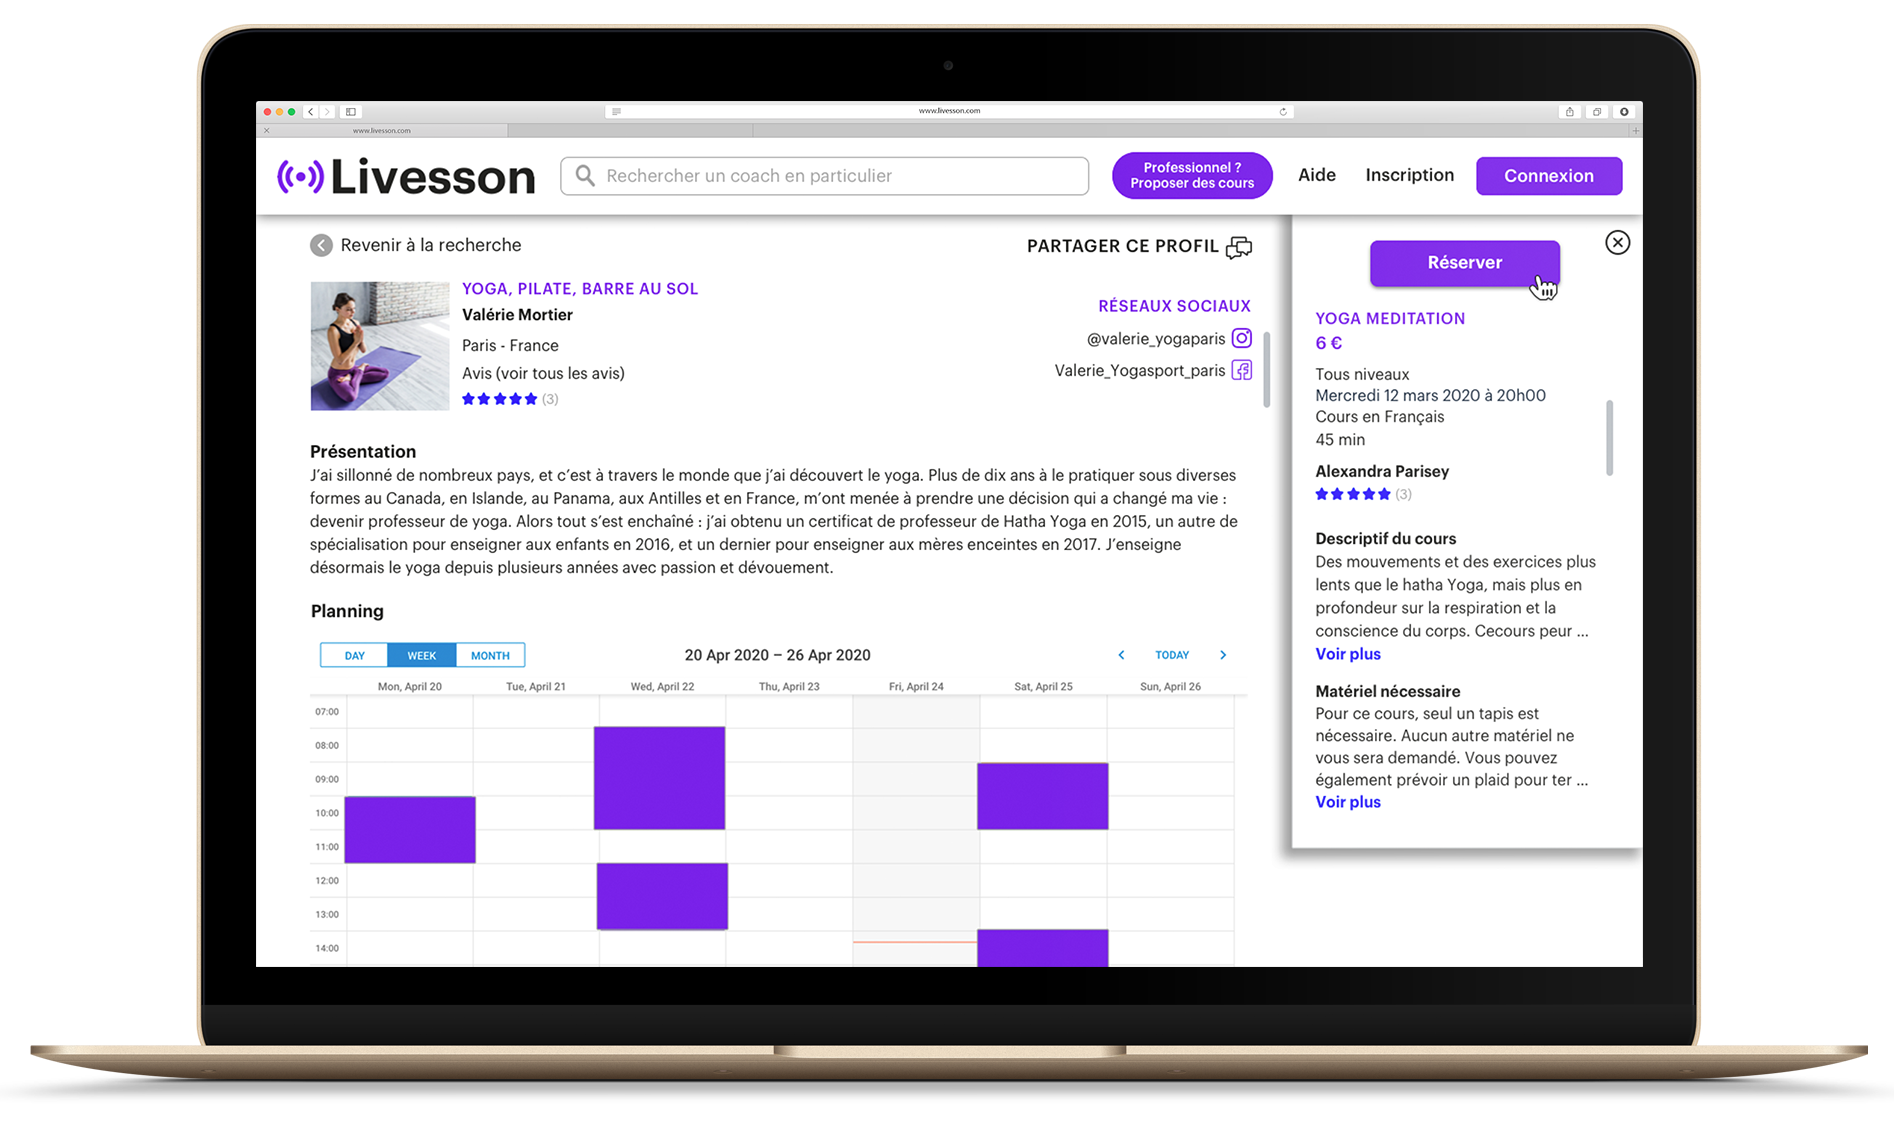 www.livesson.com
www.livesson.com
Livesson
Rechercher un coach en particulier
Professionnel ?
Proposer des cours
Aide
Inscription
Connexion
Revenir à la recherche
PARTAGER CE PROFIL
YOGA, PILATE, BARRE AU SOL
Valérie Mortier
Paris - France
Avis (voir tous les avis)
(3)
RÉSEAUX SOCIAUX
@valerie_yogaparis
Valerie_Yogasport_paris
Présentation
J'ai sillonné de nombreux pays, et c'est à travers le monde que j'ai découvert le yoga. Plus de dix ans à le pratiquer sous diverses
formes au Canada, en Islande, au Panama, aux Antilles et en France, m'ont menée à prendre une décision qui a changé ma vie :
devenir professeur de yoga. Alors tout s'est enchaîné : j'ai obtenu un certificat de professeur de Hatha Yoga en 2015, un autre de
spécialisation pour enseigner aux enfants en 2016, et un dernier pour enseigner aux mères enceintes en 2017. J'enseigne
désormais le yoga depuis plusieurs années avec passion et dévouement.
Planning
DAY WEEK MONTH
20 Apr 2020 – 26 Apr 2020
TODAY
Mon, April 20 Tue, April 21 Wed, April 22 Thu, April 23 Fri, April 24 Sat, April 25 Sun, April 26
07:00
08:00
09:00
10:00
11:00
12:00
13:00
14:00
Réserver
YOGA MEDITATION
6 €
Tous niveaux
Mercredi 12 mars 2020 à 20h00
Cours en Français
45 min
Alexandra Parisey
(3)
Descriptif du cours
Des mouvements et des exercices plus
lents que le hatha Yoga, mais plus en
profondeur sur la respiration et la
conscience du corps. Cecours peur ...
Voir plus
Matériel nécessaire
Pour ce cours, seul un tapis est
nécessaire. Aucun autre matériel ne
vous sera demandé. Vous pouvez
également prévoir un plaid pour ter ...
Voir plus